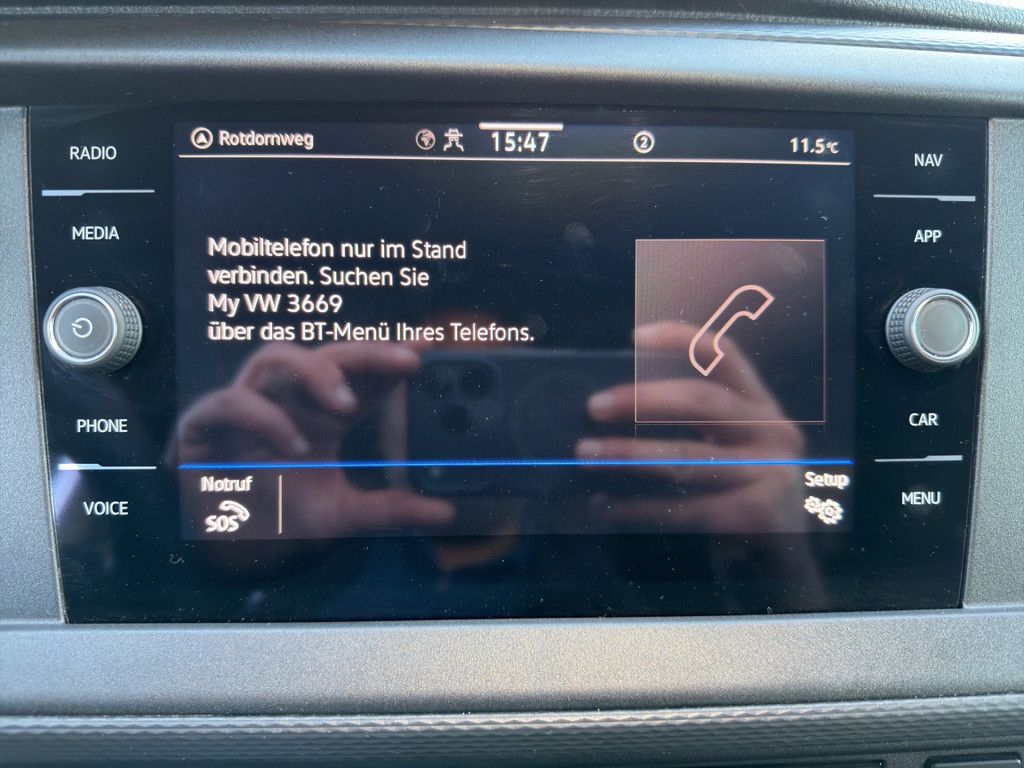 RADIO
MEDIA
PHONE
VOICE
Rotdornweg
15:47
2
11.5°C
Mobiltelefon nur im Stand
verbinden. Suchen Sie
My VW 3669
über das BT-Menü Ihres Telefons.
Notruf
SOS
Setup
NAV
APP
CAR
MENU